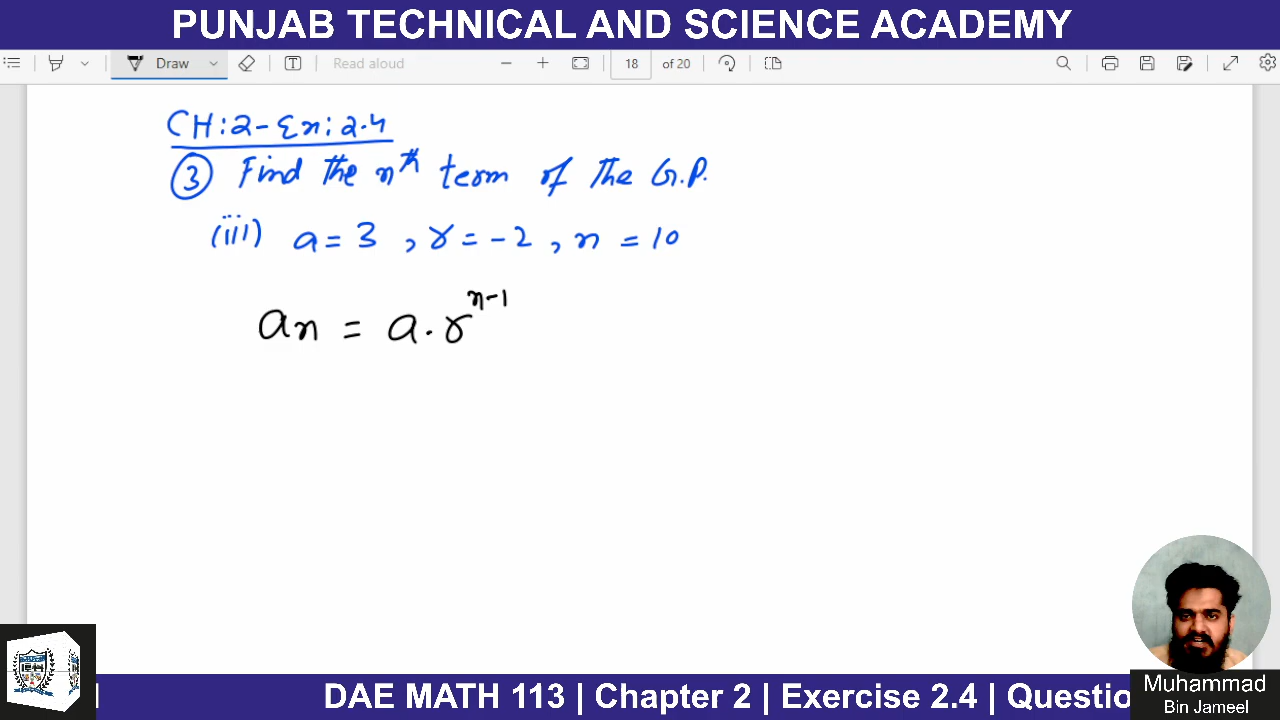 PUNJAB TECHNICAL AND SCIENCE ACADEMY
Draw
Read aloud
18 of 20
CH:2-Ex:2.4
③ Find the nth term of the G.P.
(iii) a = 3 , r = -2 , n = 10
an = a.r^n-1
DAE MATH 113 | Chapter 2 | Exercise 2.4 | Questio
Muhammad
Bin Jameel